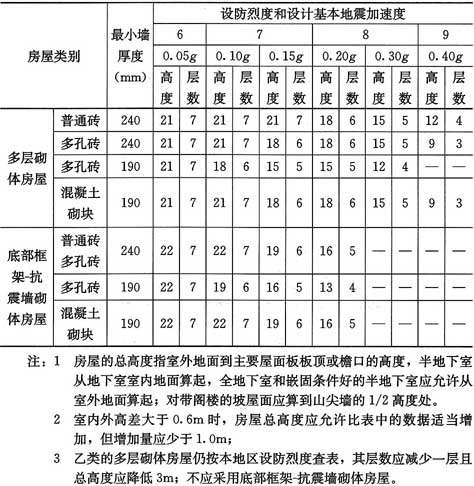 设防烈度和设计基本地震加速度
房屋类别 最小墙厚度(mm) 6 7 8 9
0.05g 0.10g 0.15g 0.20g 0.30g 0.40g
高度 层数 高度 层数 高度 层数 高度 层数 高度 层数 高度 层数
多层砌体房屋
普通砖 240 21 7 21 7 21 7 18 6 15 5 12 4
多孔砖 240 21 7 21 7 18 6 18 6 15 5 9 3
多孔砖 190 21 7 18 6 15 5 15 5 12 4 — —
混凝土砌块 190 21 7 21 7 18 6 18 6 15 5 9 3
底部框架-抗震墙砌体房屋
普通砖多孔砖 240 22 7 22 7 19 6 16 5 — — — —
多孔砖 190 22 7 19 6 16 5 13 4 — — — —
混凝土砌块 190 22 7 22 7 19 6 16 5 — — — —
注：1 房屋的总高度指室外地面到主要屋面板板顶或檐口的高度，半地下室
从地下室室内地面算起，全地下室和嵌固条件好的半地下室应允许从
室外地面算起；对带阁楼的坡屋面应算到山尖墙的1/2高度处。
2 室内外高差大于0.6m时，房屋总高度应允许比表中的数据适当增
加，但增加量应少于1.0m；
3 乙类的多层砌体房屋仍按本地区设防烈度查表，其层数应减少一层且
总高度应降低3m；不应采用底部框架-抗震墙砌体房屋。